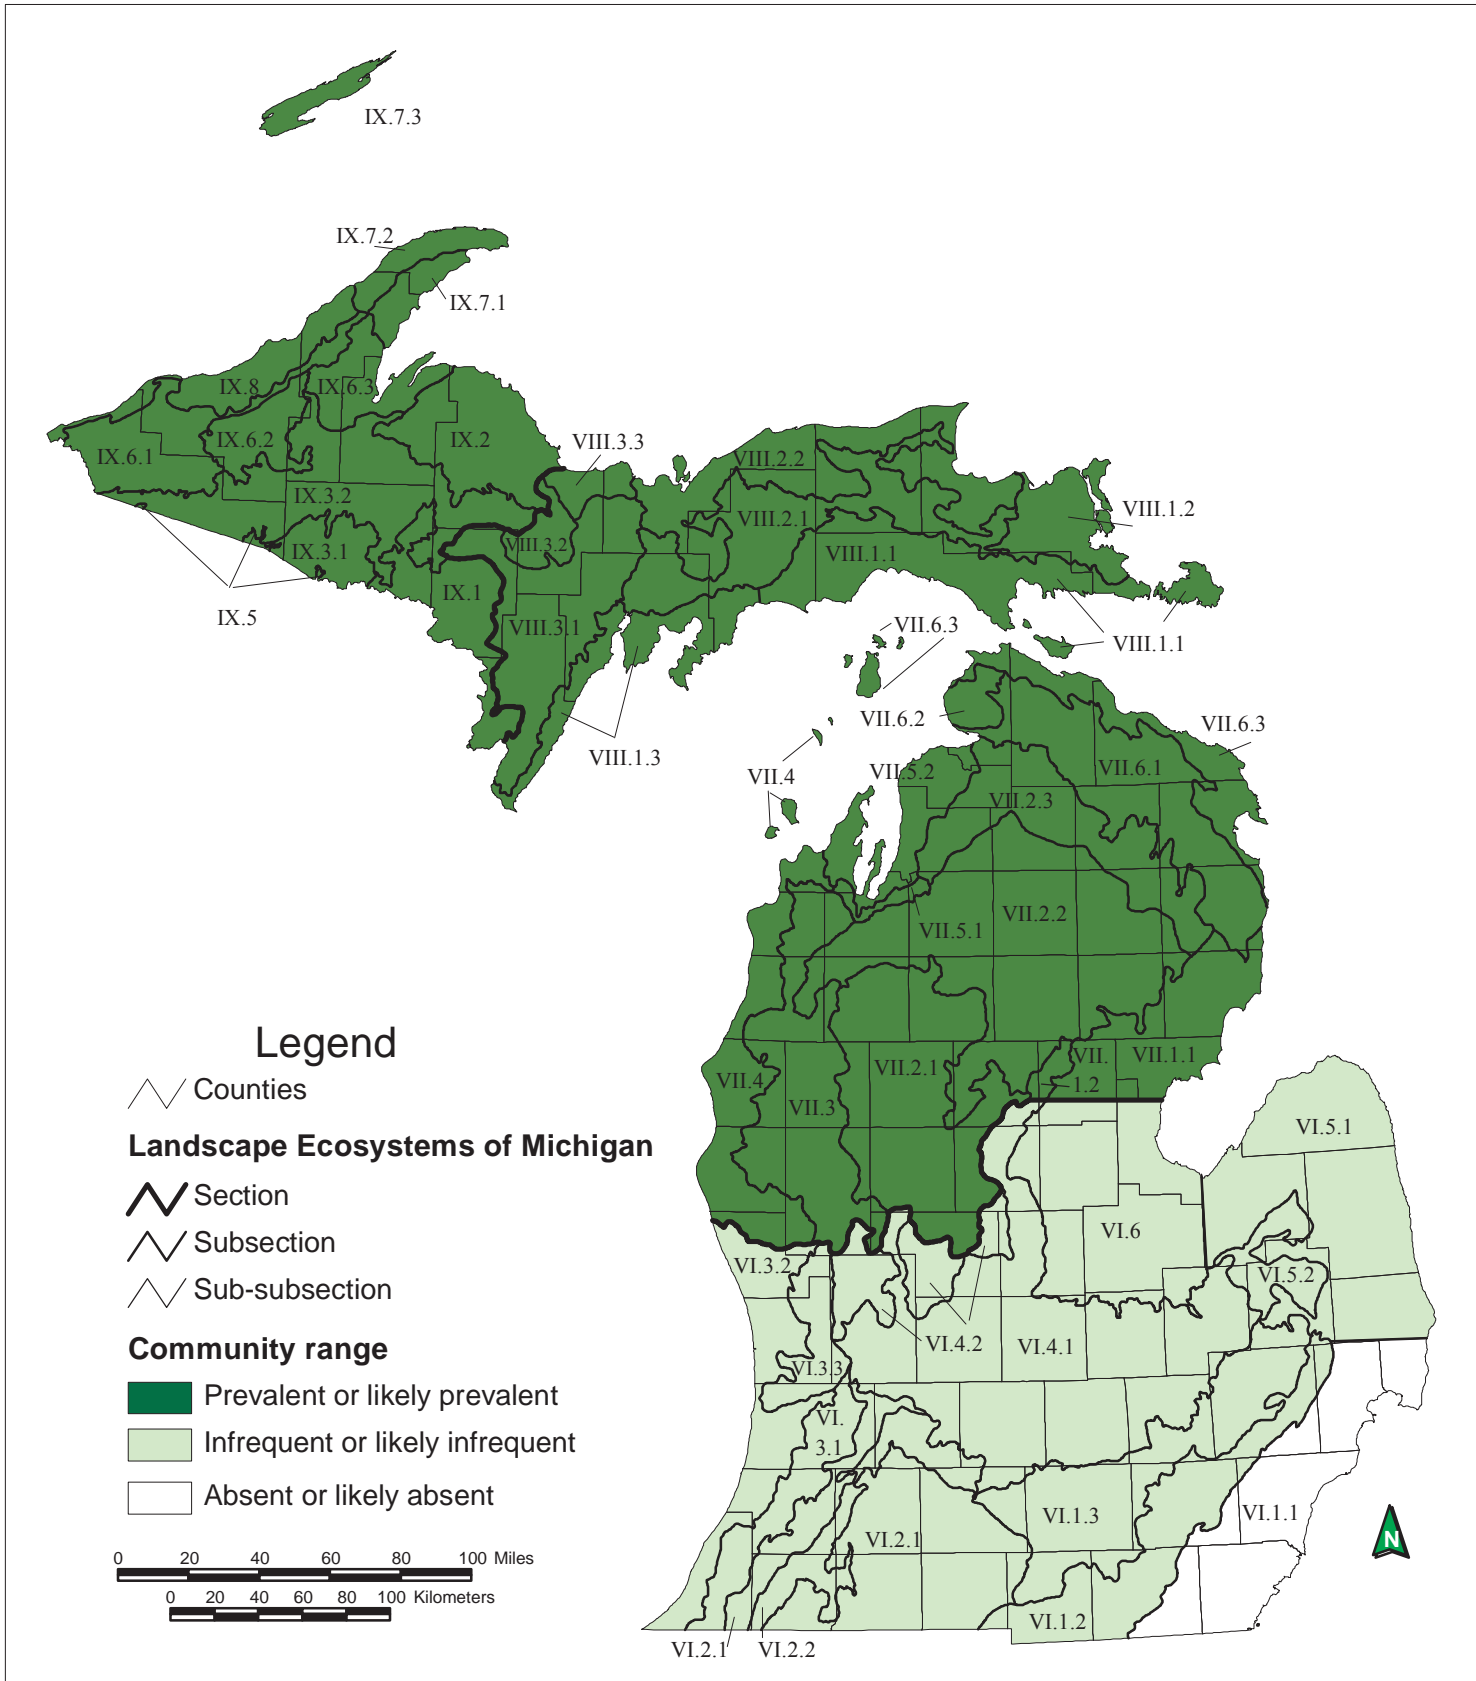 IX.7.3
IX.7.2
IX.7.1
IX.8
IX.6.3
IX.6.2
IX.2
IX.6.1
VIII.3.3
VIII.2.2
IX.3.2
VIII.2.1
VIII.1.2
IX.3.1
VIII.3.2
VIII.1.1
IX.1
IX.5
VIII.3.1
VII.6.3
VIII.1.1
VII.6.2
VII.6.3
VIII.1.3
VII.4
VII.5.2
VII.6.1
VII.2.3
VII.5.1
VII.2.2
VII.4
VII.3
VII.2.1
VII.
1.2
VII.1.1
VI.5.1
VI.6
VI.3.2
VI.5.2
VI.4.2
VI.4.1
VI.3.3
VI.
3.1
VI.2.1
VI.1.3
VI.1.1
VI.1.2
VI.2.1
VI.2.2
Legend
Counties
Landscape Ecosystems of Michigan
Section
Subsection
Sub-subsection
Community range
Prevalent or likely prevalent
Infrequent or likely infrequent
Absent or likely absent
0 20 40 60 80 100 Miles
0 20 40 60 80 100 Kilometers
N